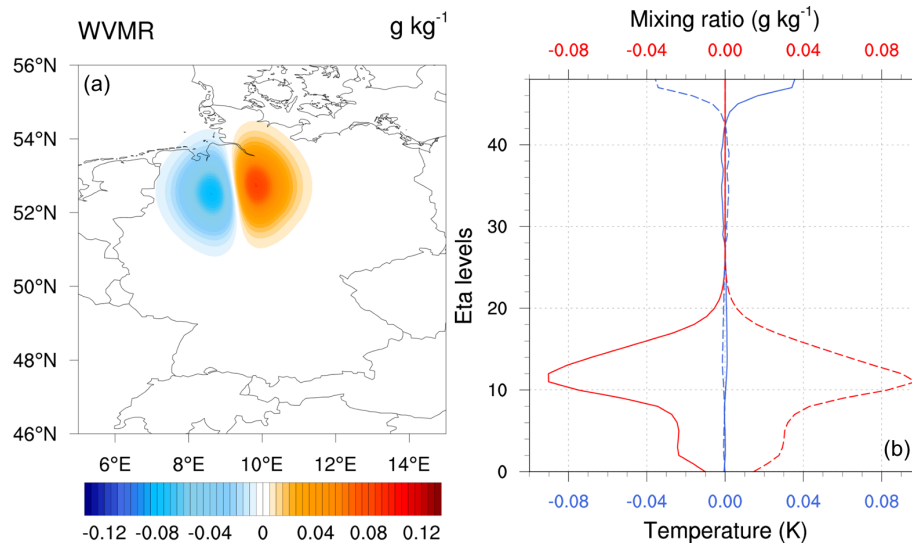 WVMR g kg-1
(a)
56°N
54°N
52°N
50°N
48°N
46°N
6°E 8°E 10°E 12°E 14°E
-0.12 -0.08 -0.04 0 0.04 0.08 0.12
Mixing ratio (g kg-1)
-0.08 -0.04 0.00 0.04 0.08
Eta levels
40
30
20
10
0
(b)
-0.08 -0.04 0.00 0.04 0.08
Temperature (K)